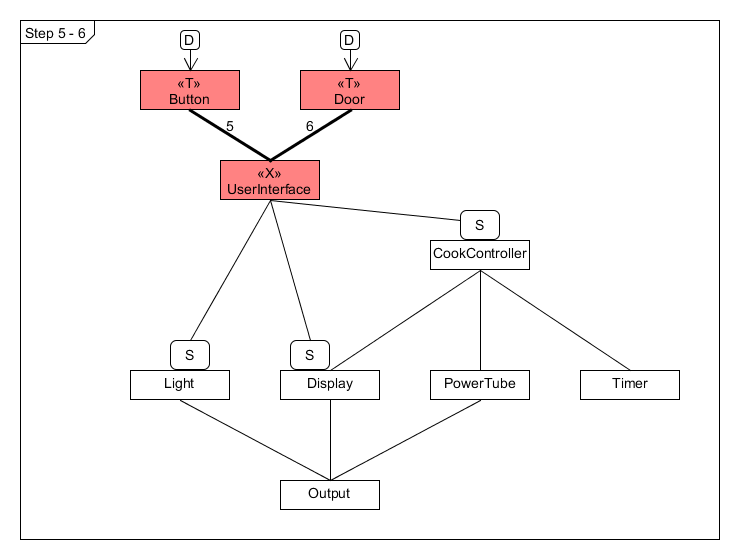 Step 5 - 6
D
D
«T»
Button
«T»
Door
5
6
«X»
UserInterface
S
CookController
S
S
Light
Display
PowerTube
Timer
Output